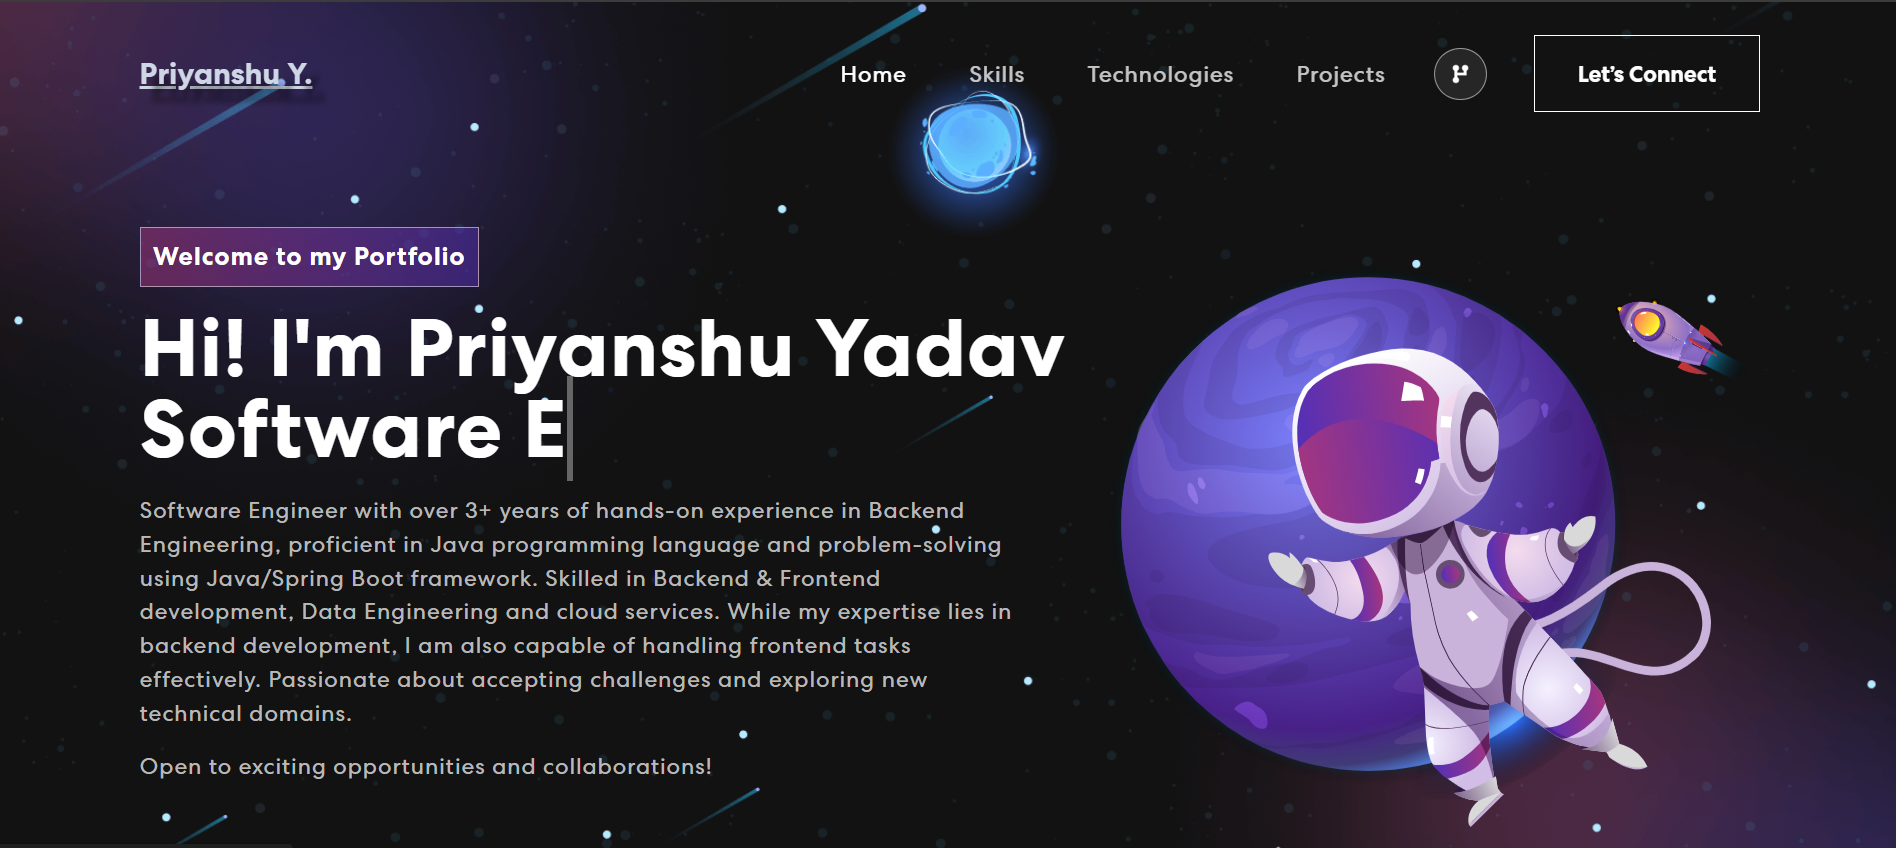 Priyanshu Y.
Home
Skills
Technologies
Projects
Let's Connect
Welcome to my Portfolio
Hi! I'm Priyanshu Yadav
Software E
Software Engineer with over 3+ years of hands-on experience in Backend
Engineering, proficient in Java programming language and problem-solving
using Java/Spring Boot framework. Skilled in Backend & Frontend
development, Data Engineering and cloud services. While my expertise lies in
backend development, I am also capable of handling frontend tasks
effectively. Passionate about accepting challenges and exploring new
technical domains.
Open to exciting opportunities and collaborations!